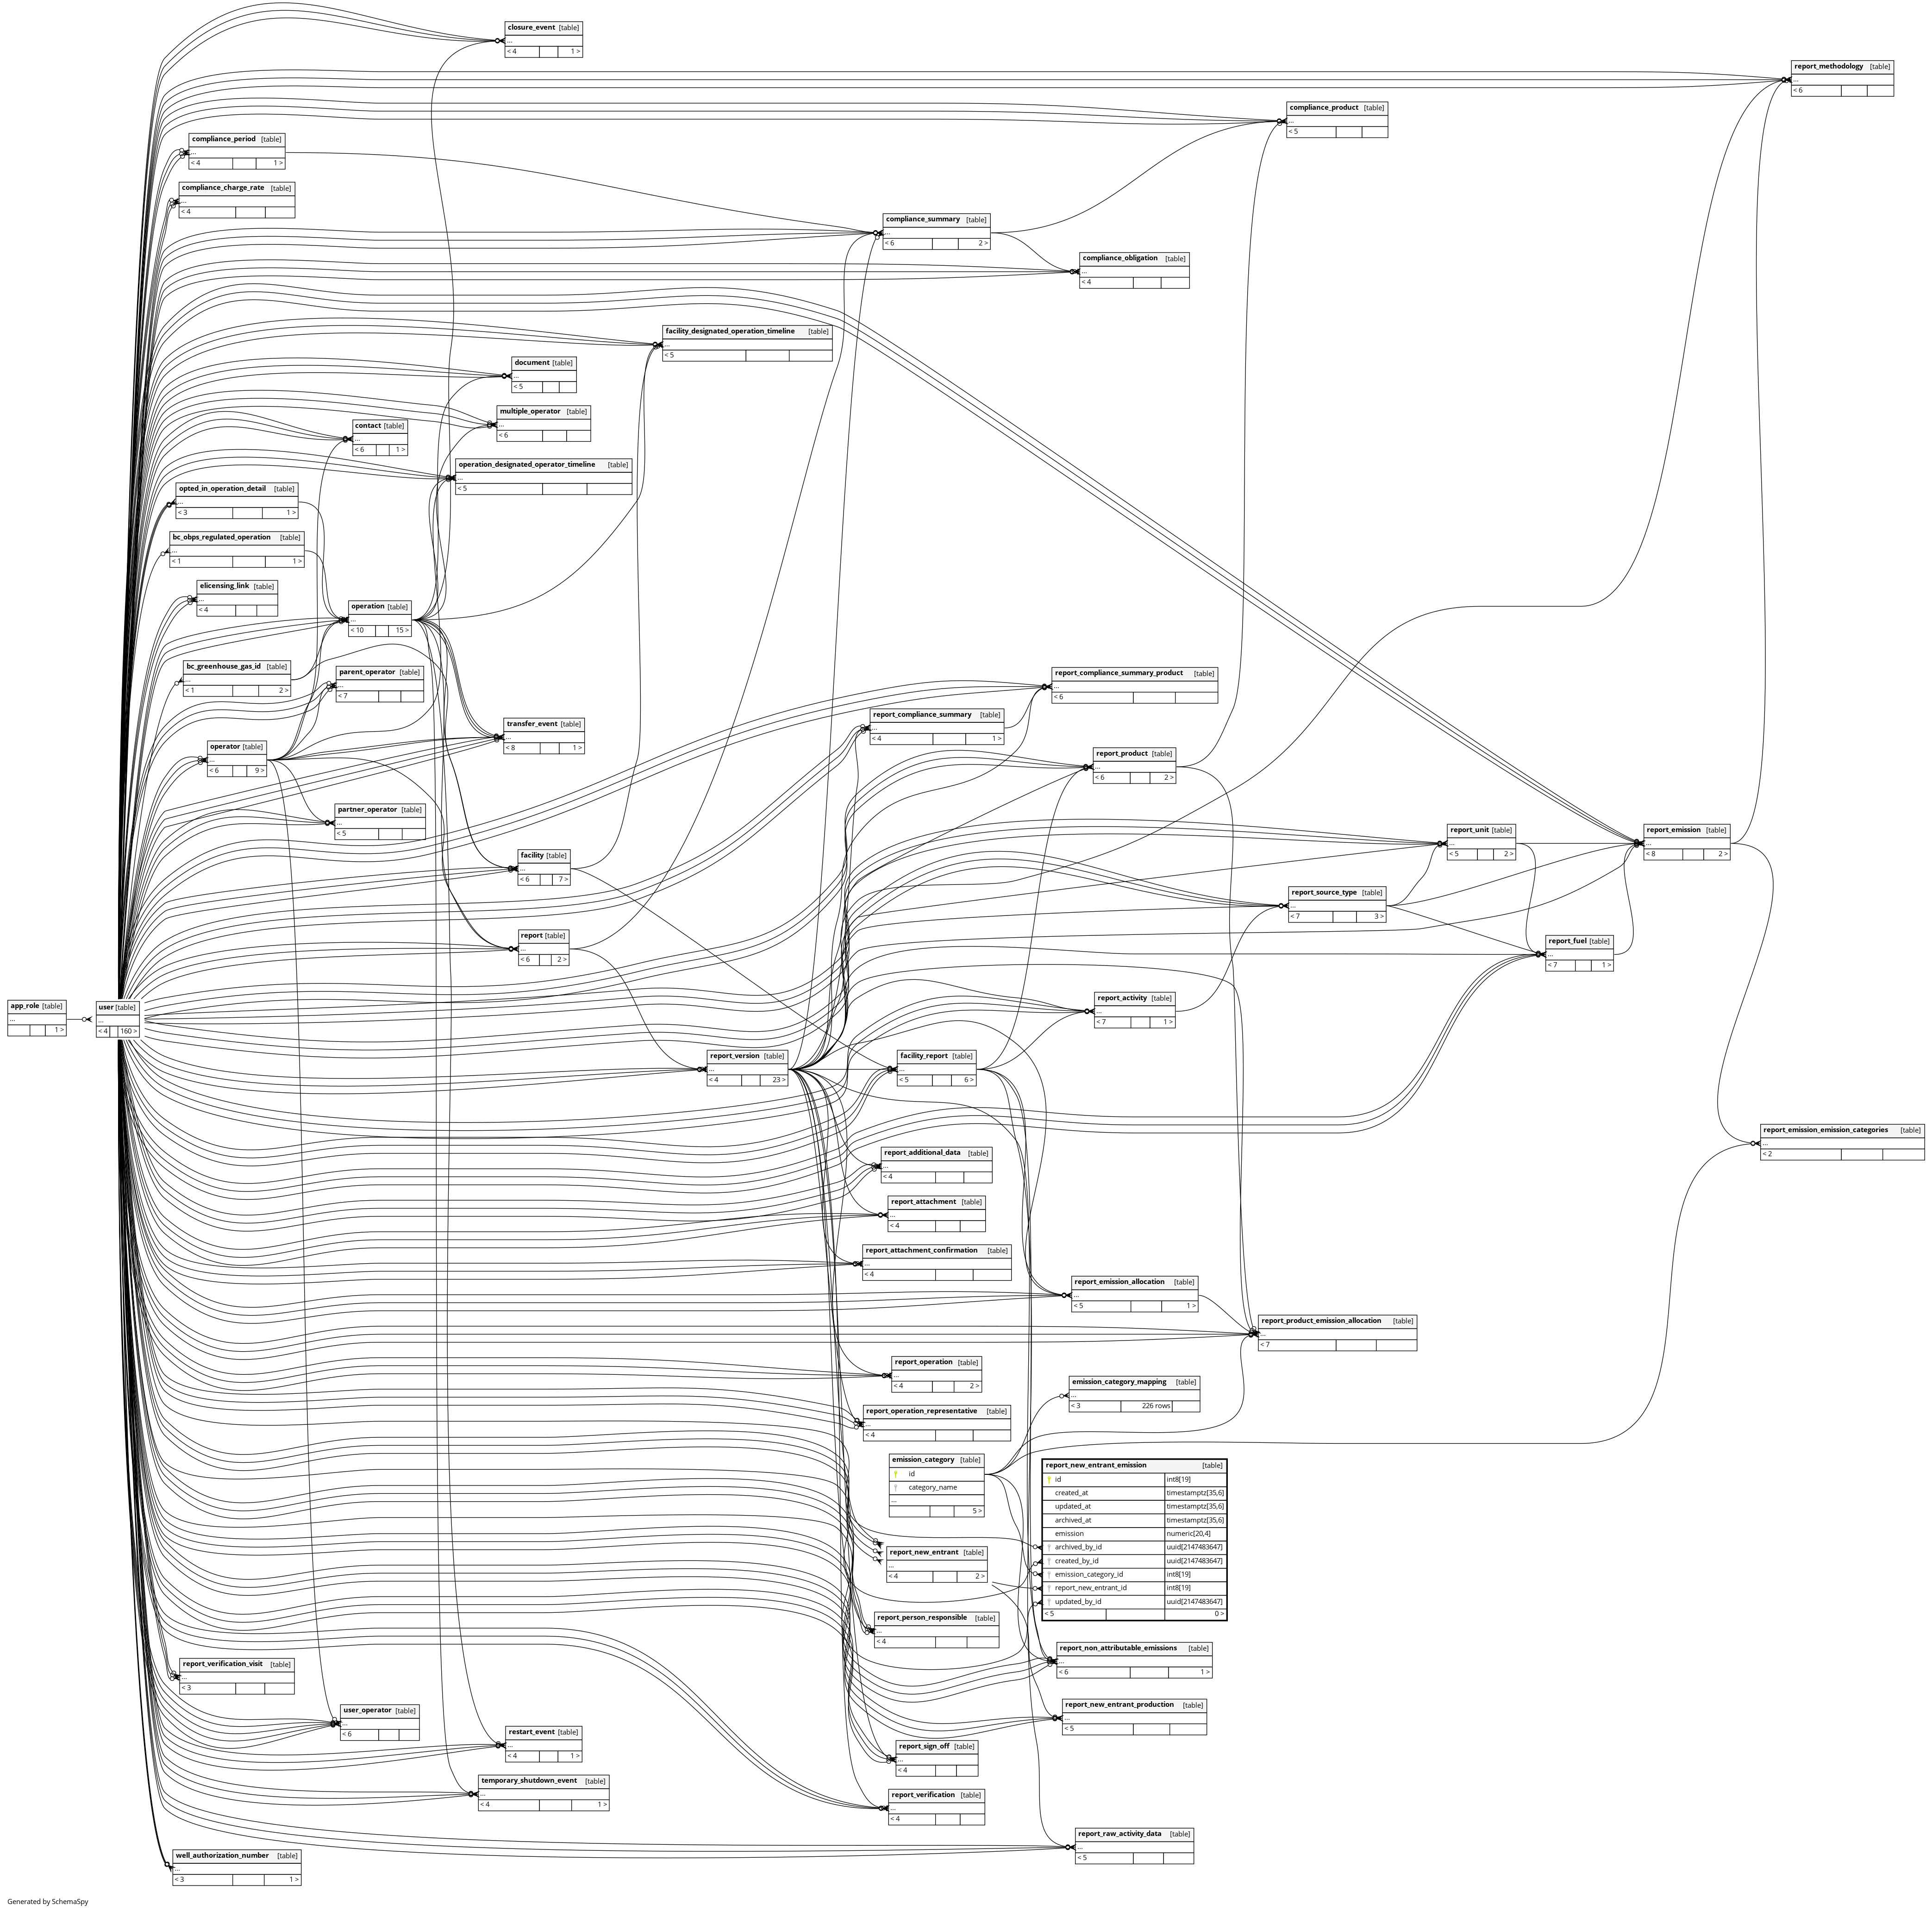 closure_event [table]
...
< 4 1 >
report_methodology [table]
...
< 6
compliance_product [table]
...
< 5
compliance_period [table]
...
< 4 1 >
compliance_charge_rate [table]
...
< 4
compliance_summary [table]
...
< 6 2 >
compliance_obligation [table]
...
< 4
facility_designated_operation_timeline [table]
...
< 5
document [table]
...
< 5
multiple_operator [table]
...
< 6
contact [table]
...
< 6 1 >
operation_designated_operator_timeline [table]
...
< 5
opted_in_operation_detail [table]
...
< 3 1 >
bc_obps_regulated_operation [table]
...
< 1 1 >
elicensing_link [table]
...
< 4
operation [table]
...
< 10 15 >
bc_greenhouse_gas_id [table]
...
< 1 2 >
parent_operator [table]
...
< 7
report_compliance_summary_product [table]
...
< 6
report_compliance_summary [table]
...
< 4 1 >
transfer_event [table]
...
< 8 1 >
operator [table]
...
< 6 9 >
report_product [table]
...
< 6 2 >
partner_operator [table]
...
< 5
report_unit [table]
...
< 5 2 >
report_emission [table]
...
< 8 2 >
facility [table]
...
< 6 7 >
report_source_type [table]
...
< 7 3 >
report [table]
...
< 6 2 >
report_fuel [table]
...
< 7 1 >
app_role [table]
...
1 >
user [table]
...
< 4 160 >
report_activity [table]
...
< 7 1 >
report_version [table]
...
< 4 23 >
facility_report [table]
...
< 5 6 >
report_emission_emission_categories [table]
...
< 2
report_additional_data [table]
...
< 4
report_attachment [table]
...
< 4
report_attachment_confirmation [table]
...
< 4
report_emission_allocation [table]
...
< 5 1 >
report_product_emission_allocation [table]
...
< 7
report_operation [table]
...
< 4 2 >
emission_category_mapping [table]
...
< 3 226 rows
report_operation_representative [table]
...
< 4
emission_category [table]
id
category_name
...
5 >
report_new_entrant_emission [table]
id int8[19]
created_at timestamptz[35,6]
updated_at timestamptz[35,6]
archived_at timestamptz[35,6]
emission numeric[20,4]
archived_by_id uuid[2147483647]
created_by_id uuid[2147483647]
emission_category_id int8[19]
report_new_entrant_id int8[19]
updated_by_id uuid[2147483647]
< 5 0 >
report_new_entrant [table]
...
< 4 2 >
report_person_responsible [table]
...
< 4
report_non_attributable_emissions [table]
...
< 6 1 >
report_verification_visit [table]
...
< 3
report_new_entrant_production [table]
...
< 5
user_operator [table]
...
< 6
restart_event [table]
...
< 4 1 >
report_sign_off [table]
...
< 4
temporary_shutdown_event [table]
...
< 4 1 >
report_verification [table]
...
< 4
report_raw_activity_data [table]
...
< 5
well_authorization_number [table]
...
< 3 1 >
Generated by SchemaSpy